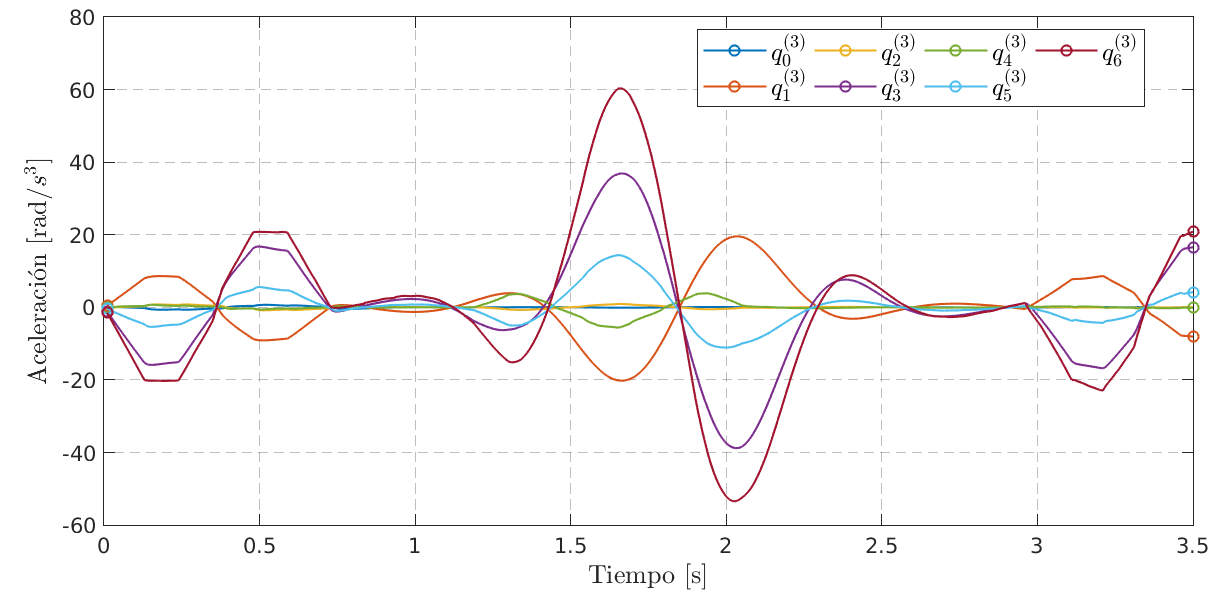 80
60
40
20
0
-20
-40
-60
Aceleración [rad/s³]
q₀⁽³⁾ q₂⁽³⁾ q₄⁽³⁾ q₆⁽³⁾
q₁⁽³⁾ q₃⁽³⁾ q₅⁽³⁾
0 0.5 1 1.5 2 2.5 3 3.5
Tiempo [s]